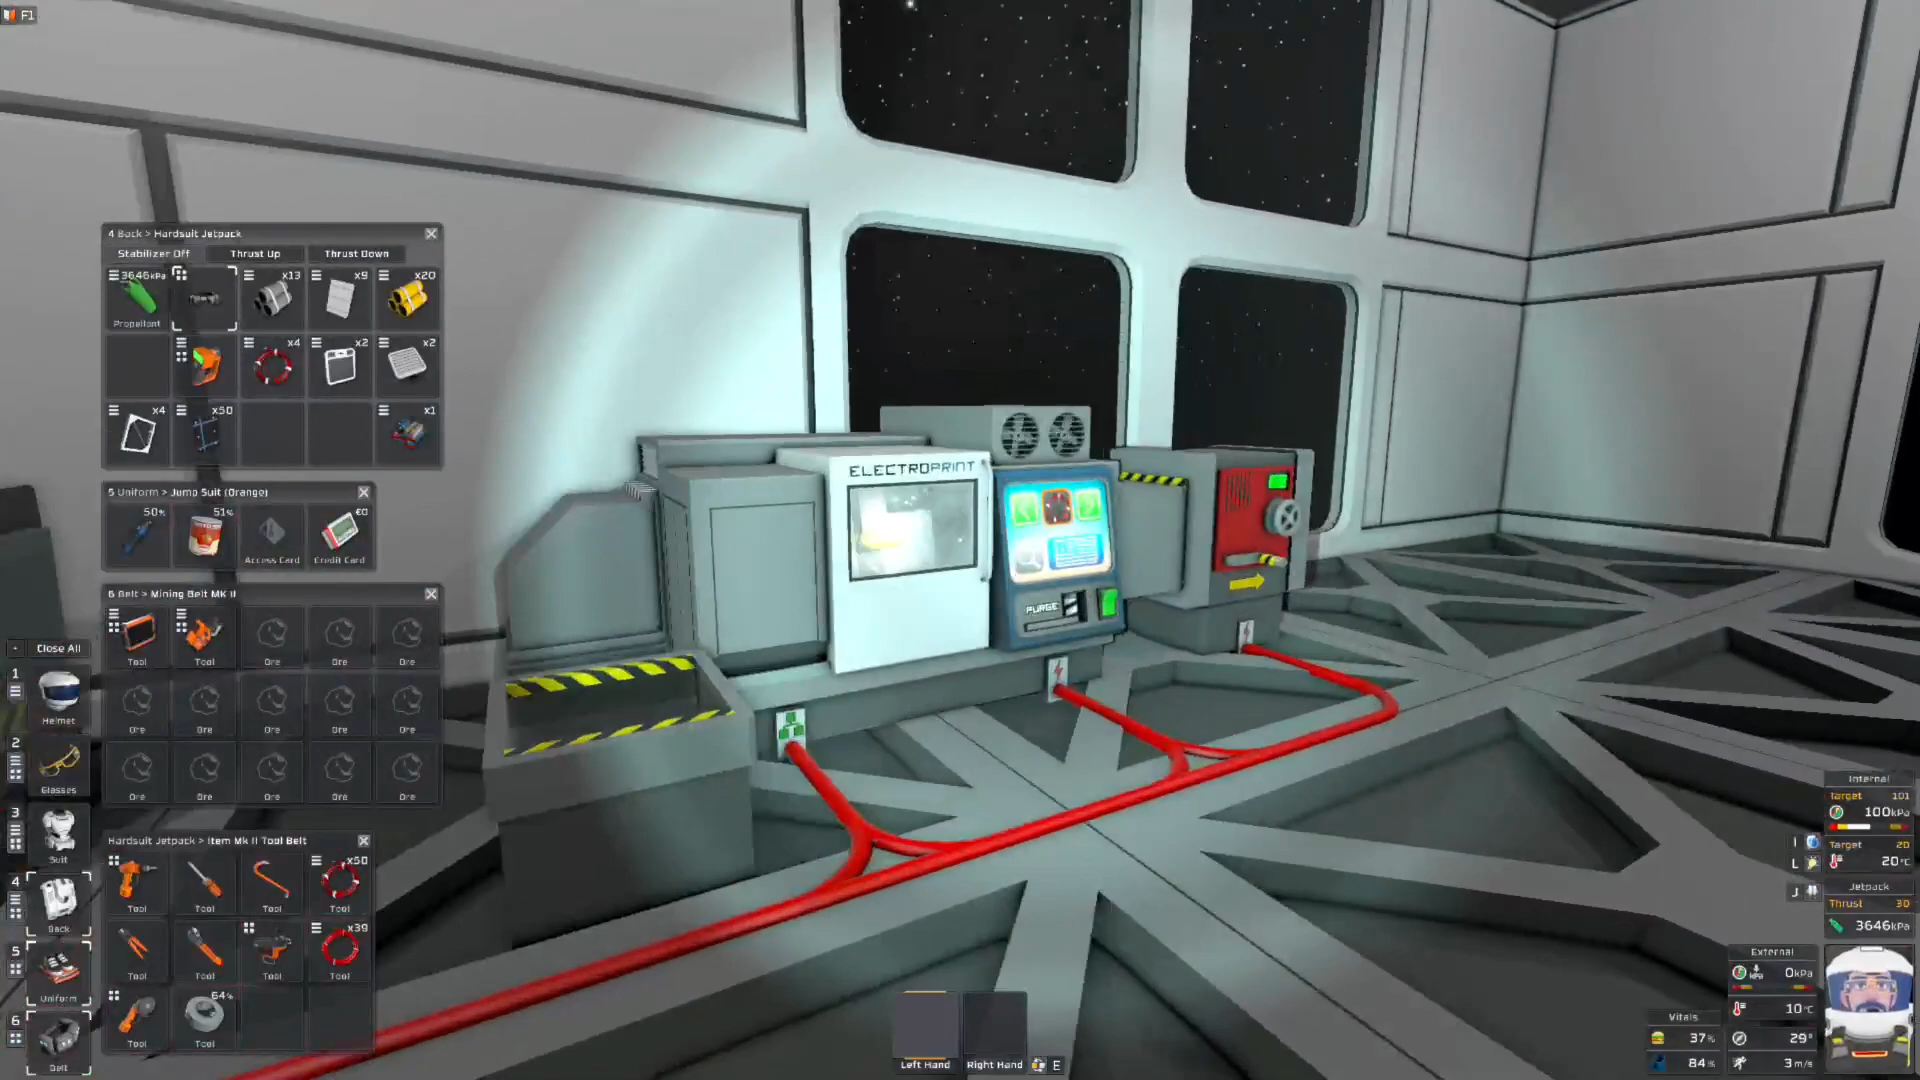 F1
4 Back > Hardsuit Jetpack
Stabilizer Off Thrust Up Thrust Down
3646kPa x13 x9 x20
Propellant
x4 x2 x2
x4 x50 x1
5 Uniform > Jump Suit (Orange)
50% 51% €0
Access Card Credit Card
6 Belt > Mining Belt Mk II
Tool Tool Ore Ore Ore
Ore Ore Ore Ore Ore
Ore Ore Ore Ore Ore
Hardsuit Jetpack > Item Mk II Tool Belt
x50
Tool Tool Tool Tool
x39
Tool Tool Tool Tool
64%
Tool Tool
- Close All
1
Helmet
2
Glasses
3
Suit
4
Back
5
Uniform
6
Belt
ELECTROPRINT
PURGE
Left Hand Right Hand E
Internal
Target 101
100kPa
I
Target 20
L 20°C
J Jetpack
Thrust 30
3646kPa
External
0kPa
10°C
29°
3m/s
Vitals
37%
84%